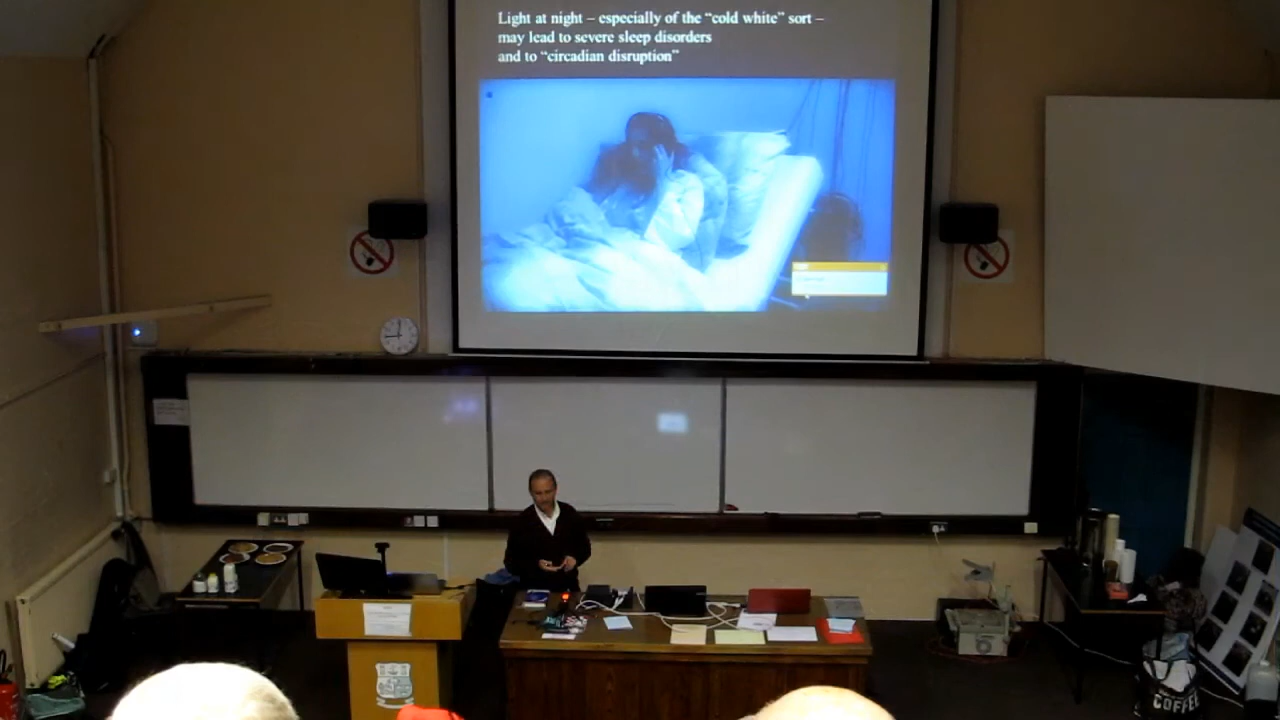 Light at night – especially of the “cold white” sort –
may lead to severe sleep disorders
and to “circadian disruption”
COFFEE